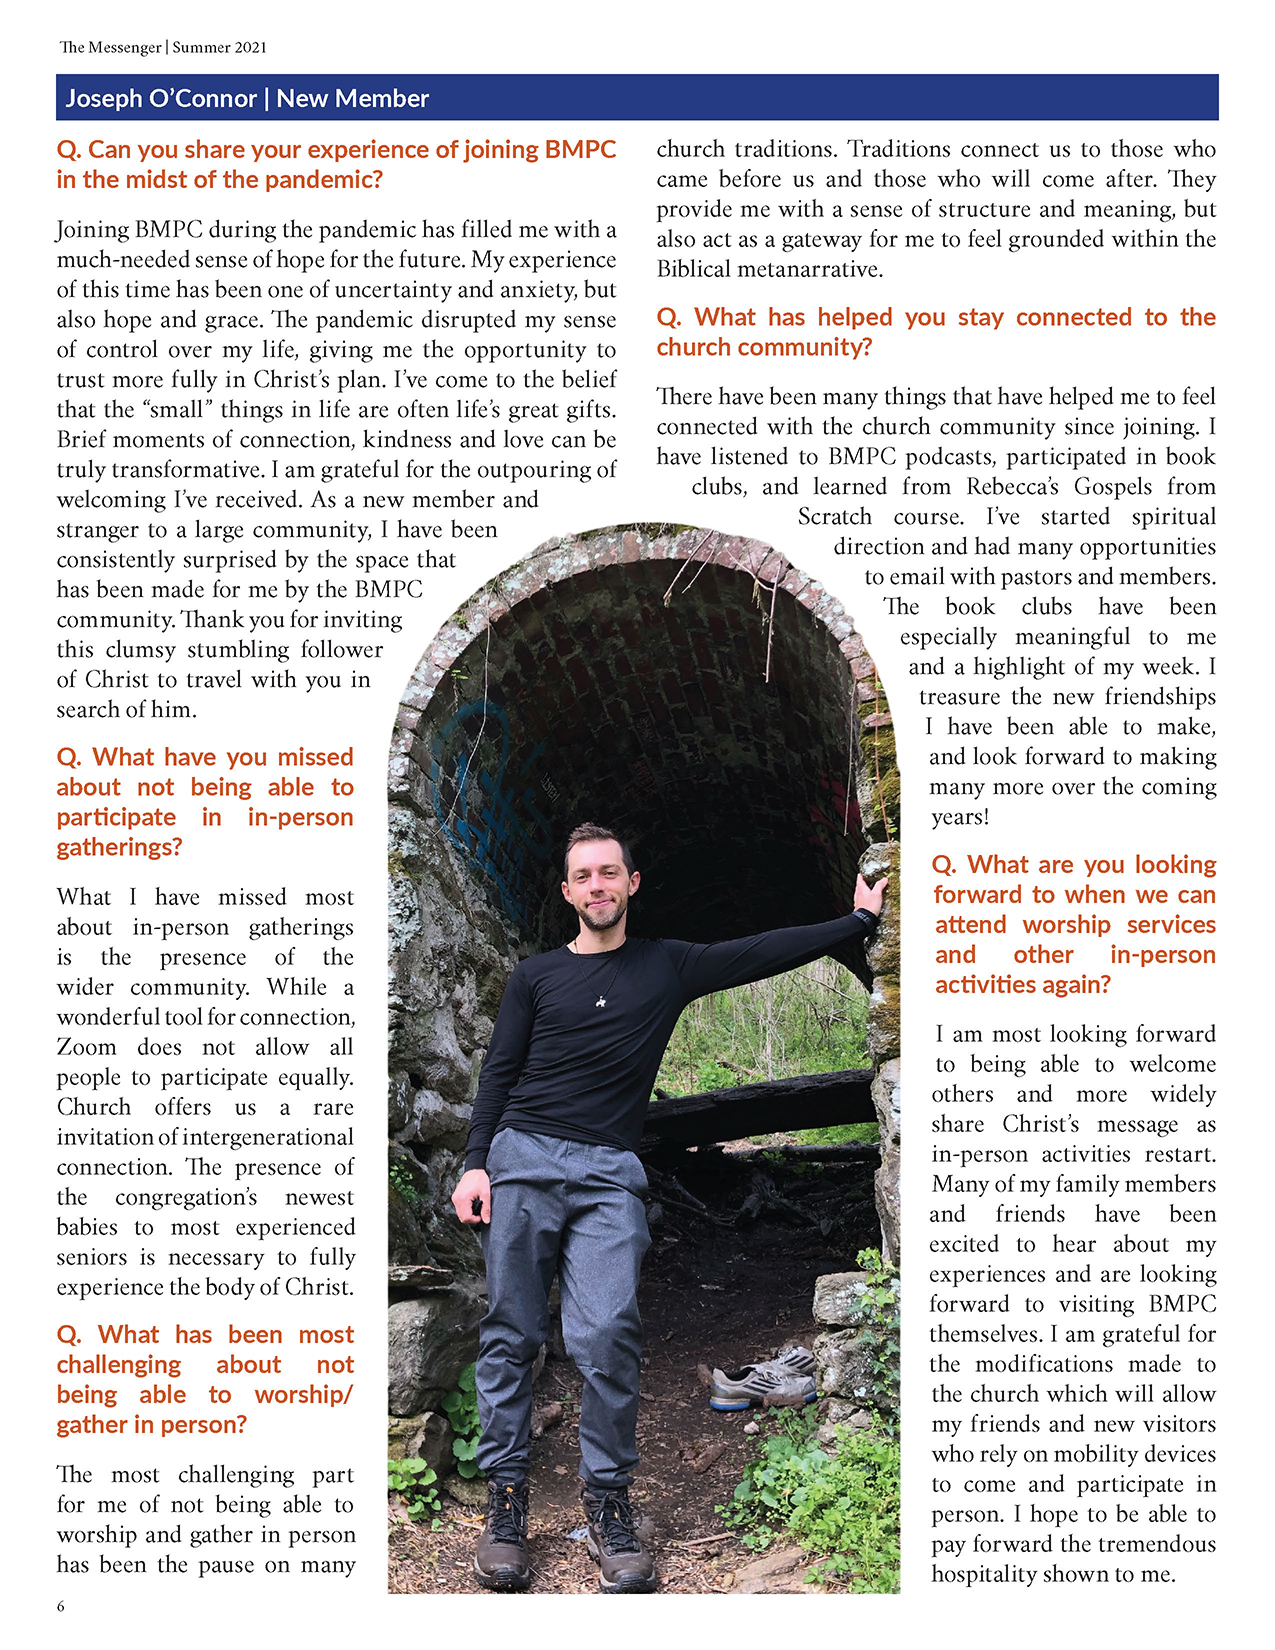 The Messenger | Summer 2021
Joseph O’Connor | New Member
Q. Can you share your experience of joining BMPC
in the midst of the pandemic?
Joining BMPC during the pandemic has filled me with a
much-needed sense of hope for the future. My experience
of this time has been one of uncertainty and anxiety, but
also hope and grace. The pandemic disrupted my sense
of control over my life, giving me the opportunity to
trust more fully in Christ’s plan. I’ve come to the belief
that the “small” things in life are often life’s great gifts.
Brief moments of connection, kindness and love can be
truly transformative. I am grateful for the outpouring of
welcoming I’ve received. As a new member and
stranger to a large community, I have been
consistently surprised by the space that
has been made for me by the BMPC
community. Thank you for inviting
this clumsy stumbling follower
of Christ to travel with you in
search of him.
Q. What have you missed
about not being able to
participate in in-person
gatherings?
What I have missed most
about in-person gatherings
is the presence of the
wider community. While a
wonderful tool for connection,
Zoom does not allow all
people to participate equally.
Church offers us a rare
invitation of intergenerational
connection. The presence of
the congregation’s newest
babies to most experienced
seniors is necessary to fully
experience the body of Christ.
Q. What has been most
challenging about not
being able to worship/
gather in person?
The most challenging part
for me of not being able to
worship and gather in person
has been the pause on many
church traditions. Traditions connect us to those who
came before us and those who will come after. They
provide me with a sense of structure and meaning, but
also act as a gateway for me to feel grounded within the
Biblical metanarrative.
Q. What has helped you stay connected to the
church community?
There have been many things that have helped me to feel
connected with the church community since joining. I
have listened to BMPC podcasts, participated in book
clubs, and learned from Rebecca’s Gospels from
Scratch course. I’ve started spiritual
direction and had many opportunities
to email with pastors and members.
The book clubs have been
especially meaningful to me
and a highlight of my week. I
treasure the new friendships
I have been able to make,
and look forward to making
many more over the coming
years!
Q. What are you looking
forward to when we can
attend worship services
and other in-person
activities again?
I am most looking forward
to being able to welcome
others and more widely
share Christ’s message as
in-person activities restart.
Many of my family members
and friends have been
excited to hear about my
experiences and are looking
forward to visiting BMPC
themselves. I am grateful for
the modifications made to
the church which will allow
my friends and new visitors
who rely on mobility devices
to come and participate in
person. I hope to be able to
pay forward the tremendous
hospitality shown to me.
6